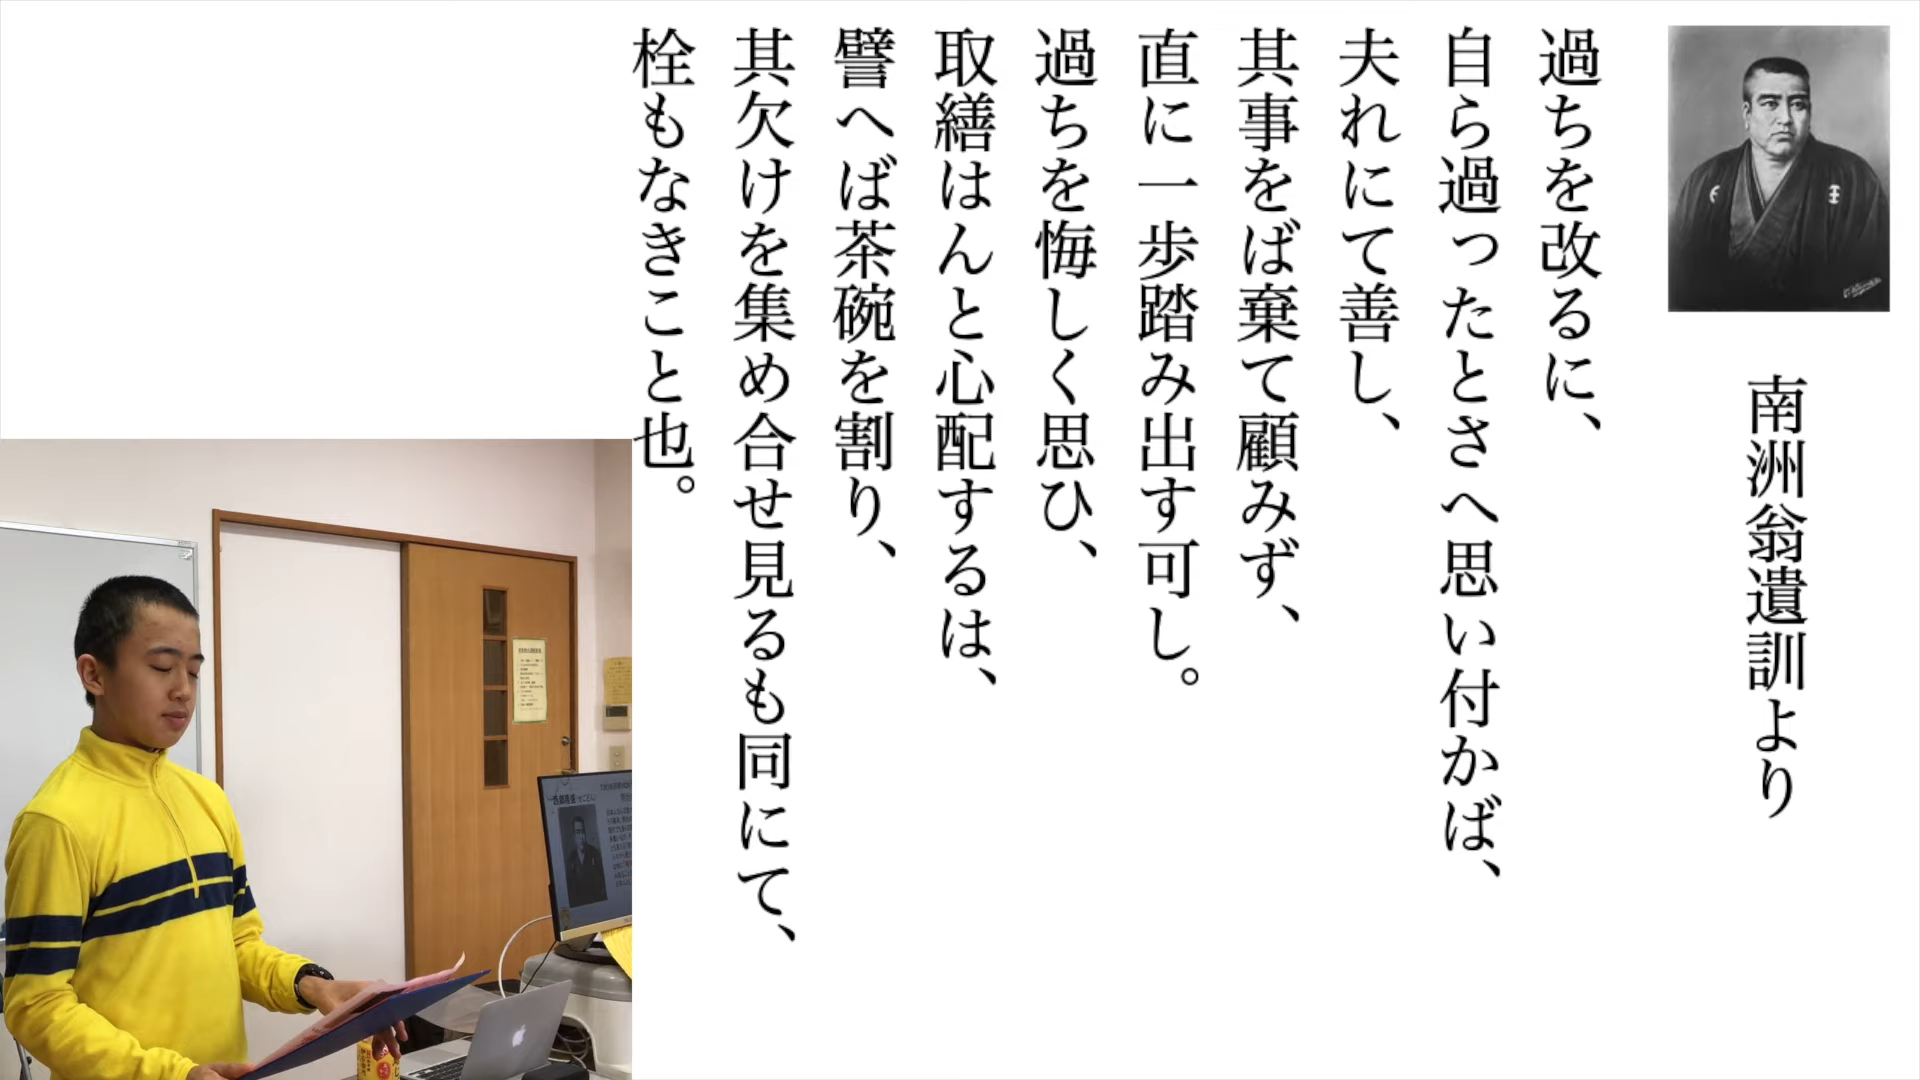 南洲翁遺訓より
過ちを改るに、
自ら過ったとさへ思い付かば、
夫れにて善し、
其事をば棄て顧みず、
直に一歩踏み出す可し。
過ちを悔しく思ひ、
取繕はんと心配するは、
譬へば茶碗を割り、
其欠けを集め合せ見るも同にて、
栓もなきこと也。